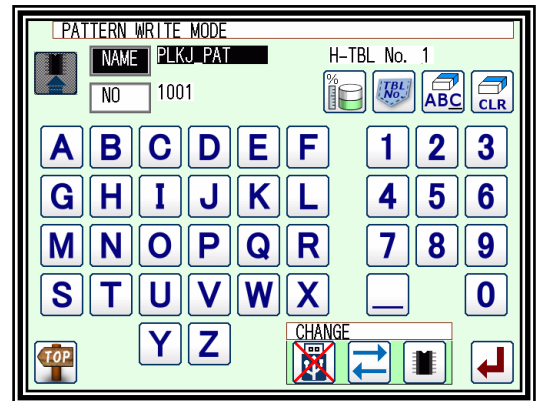 PATTERN WRITE MODE
NAME PLKJ_PAT H-TBL No. 1
NO 1001 % TBL No. ABC CLR
A B C D E F 1 2 3
G H I J K L 4 5 6
M N O P Q R 7 8 9
S T U V W X _ 0
Y Z
CHANGE
TOP